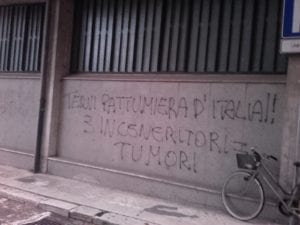 TERNI PATTUMIERA D'ITALIA!
3 INCENERITORI =
TUMORI